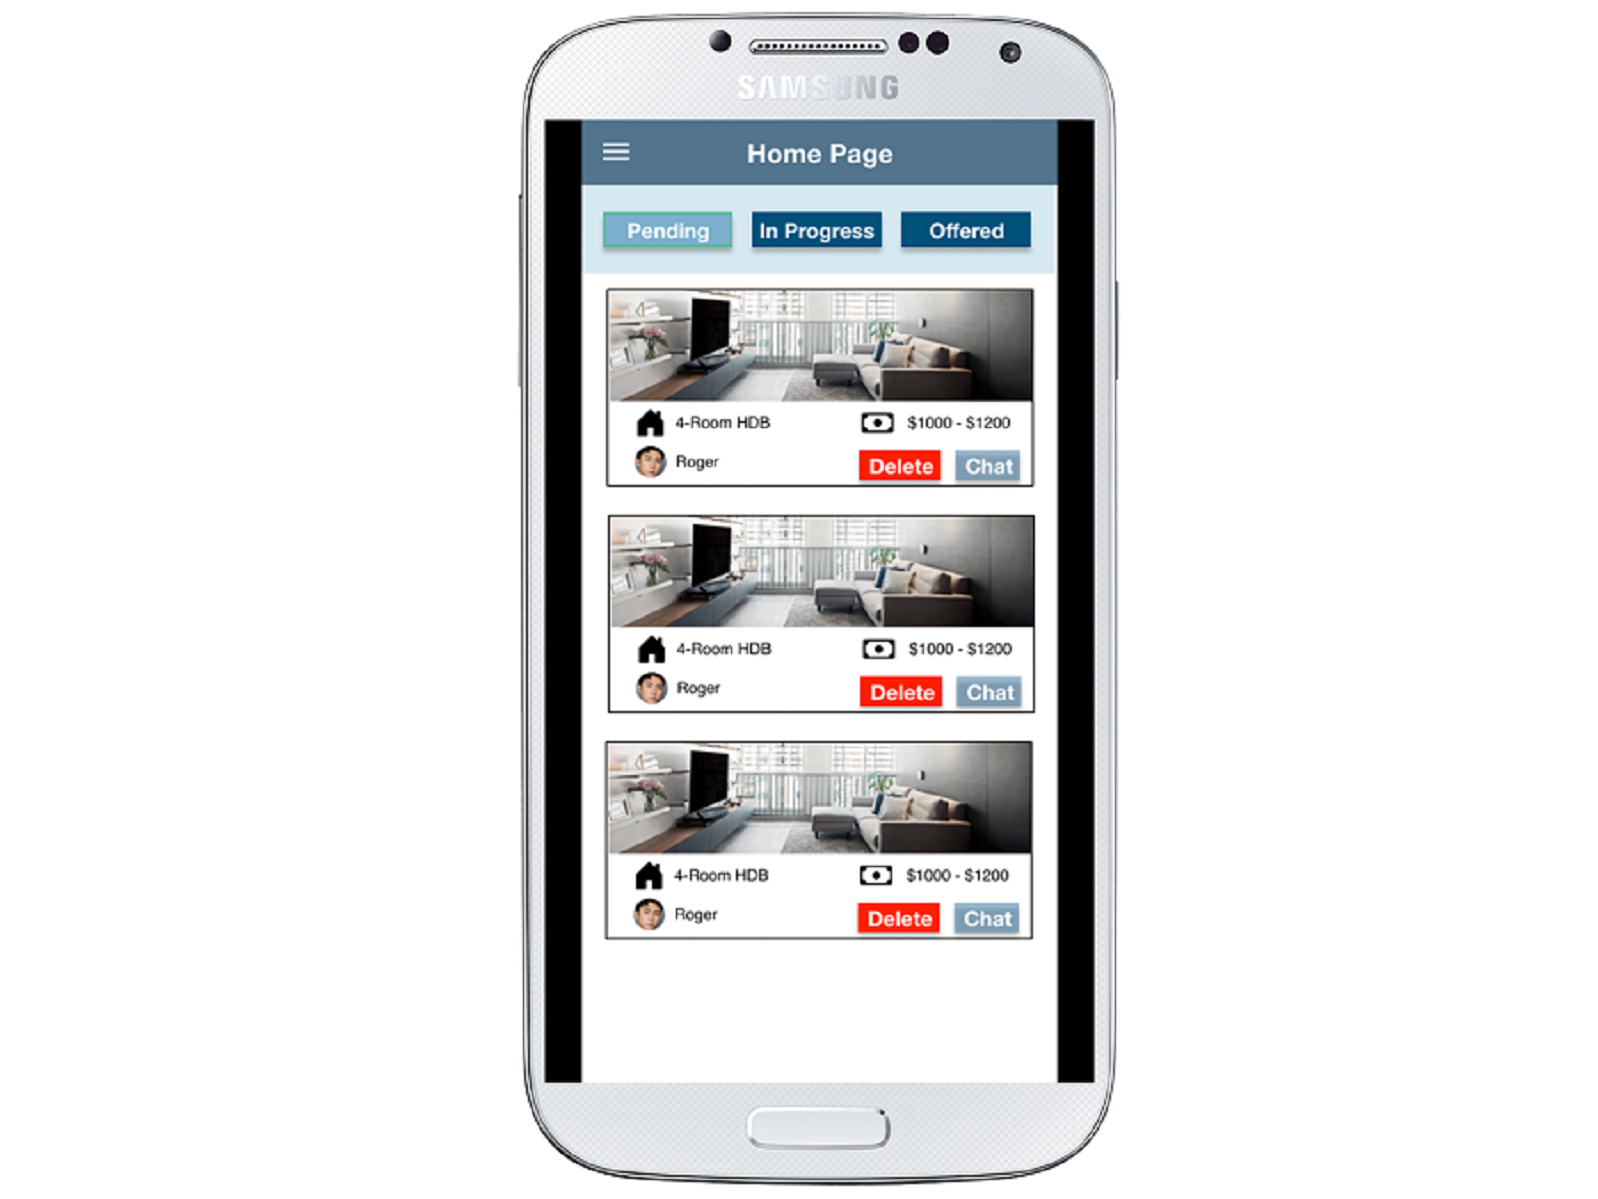 SAMSUNG
Home Page
Pending In Progress Offered
4-Room HDB $1000 - $1200
Roger Delete Chat
4-Room HDB $1000 - $1200
Roger Delete Chat
4-Room HDB $1000 - $1200
Roger Delete Chat